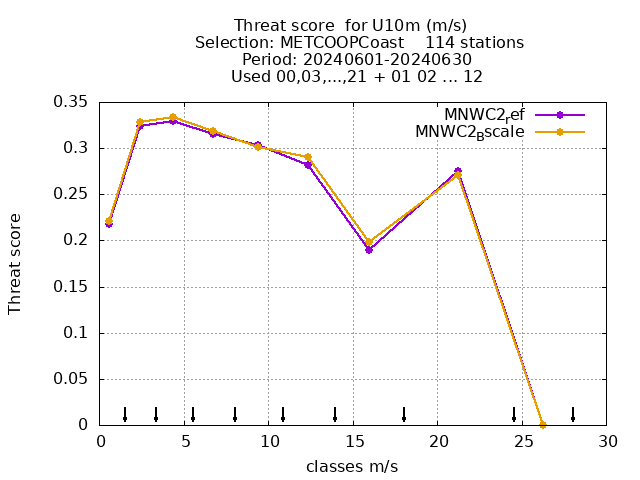 Threat score  for U10m (m/s)
Selection: METCOOPCoast    114 stations
Period: 20240601-20240630
Used 00,03,...,21 + 01 02 ... 12
MNWC2ref
MNWC2Bscale
0.35
0.3
0.25
0.2
0.15
0.1
0.05
0
Threat score
0 5 10 15 20 25 30
classes m/s